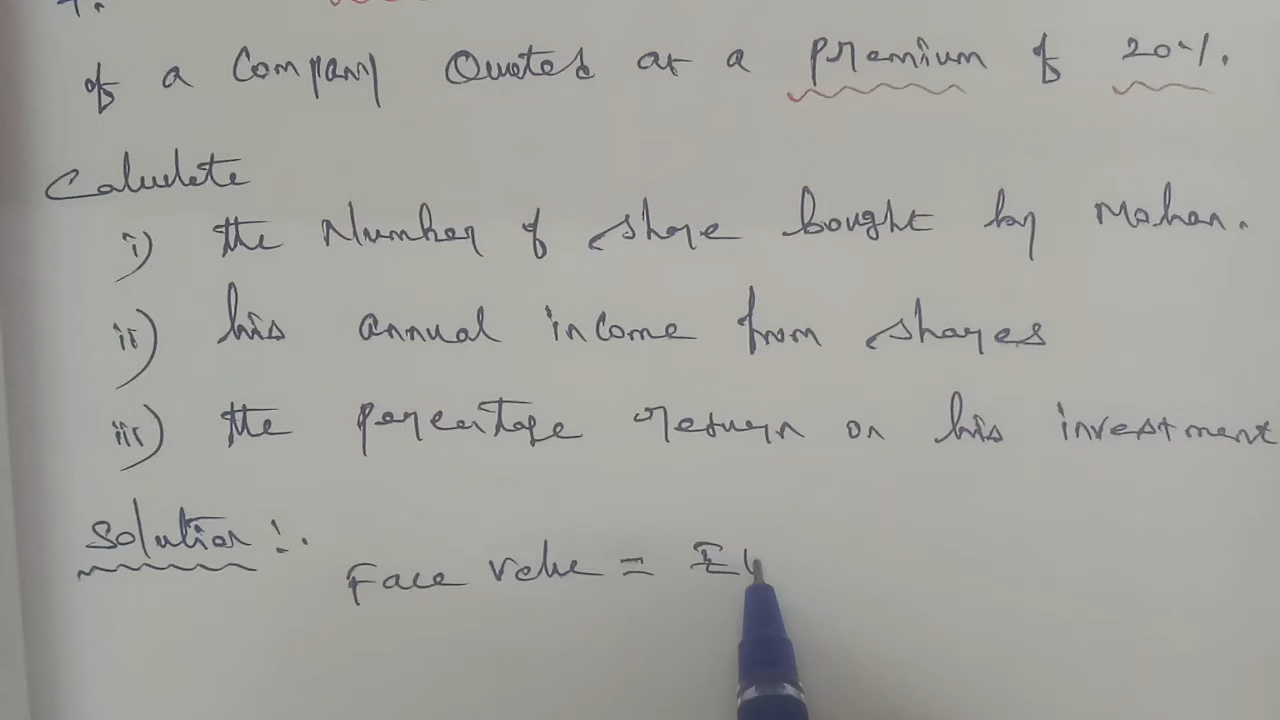 of a Company Quoted at a premium of 20%.
Calculate
i) the Number of share bought by Mohan.
ii) his annual income from shares
iii) the percentage return on his investment
Solution :-
Face value = ₹